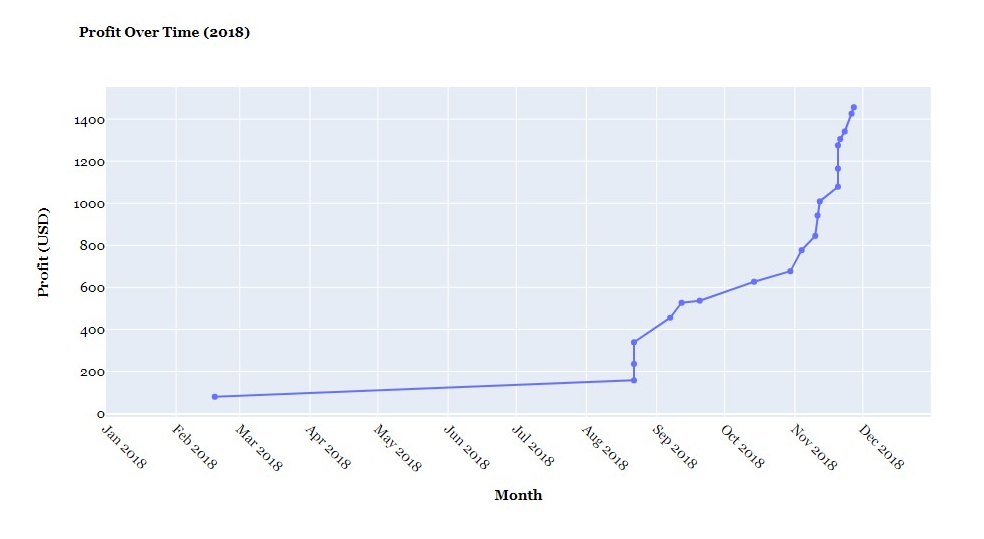 Profit Over Time (2018)
1400
1200
1000
800
600
400
200
0
Profit (USD)
Jan 2018
Feb 2018
Mar 2018
Apr 2018
May 2018
Jun 2018
Jul 2018
Aug 2018
Sep 2018
Oct 2018
Nov 2018
Dec 2018
Month